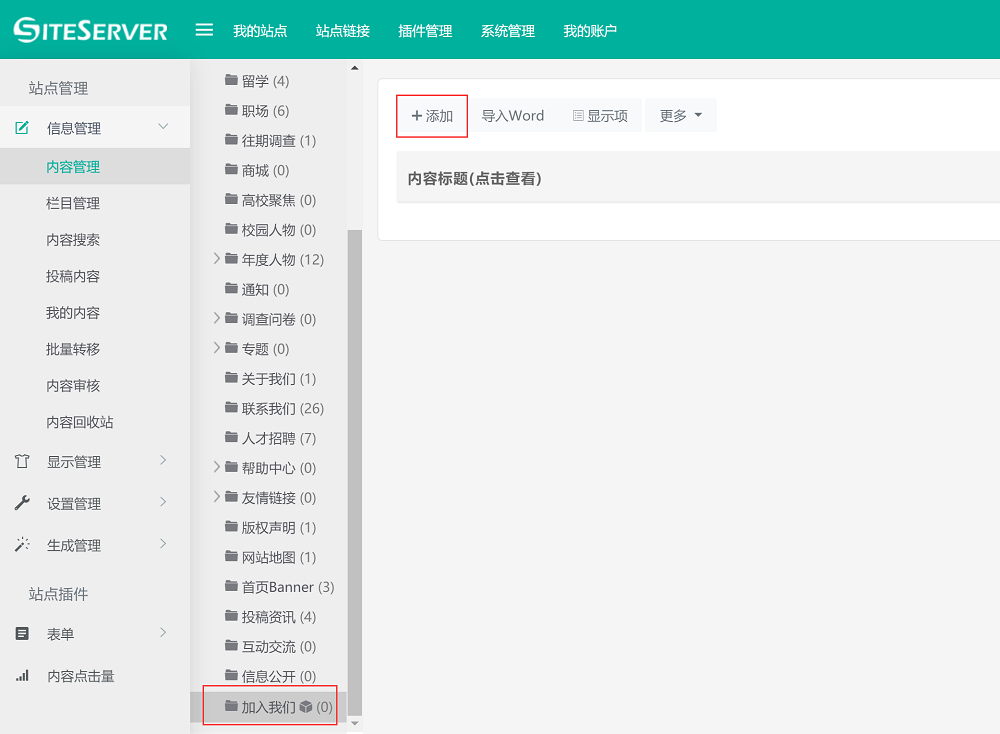 SITESERVER 我的站点 站点链接 插件管理 系统管理 我的账户
站点管理
信息管理
内容管理
栏目管理
内容搜索
投稿内容
我的内容
批量转移
内容审核
内容回收站
显示管理
设置管理
生成管理
站点插件
表单
内容点击量
留学 (4)
职场 (6)
往期调查 (1)
商城 (0)
高校聚焦 (0)
校园人物 (0)
年度人物 (12)
通知 (0)
调查问卷 (0)
专题 (0)
关于我们 (1)
联系我们 (26)
人才招聘 (7)
帮助中心 (0)
友情链接 (0)
版权声明 (1)
网站地图 (1)
首页Banner (3)
投稿资讯 (4)
互动交流 (0)
信息公开 (0)
加入我们 (0)
+添加 导入Word 显示项 更多
内容标题(点击查看)